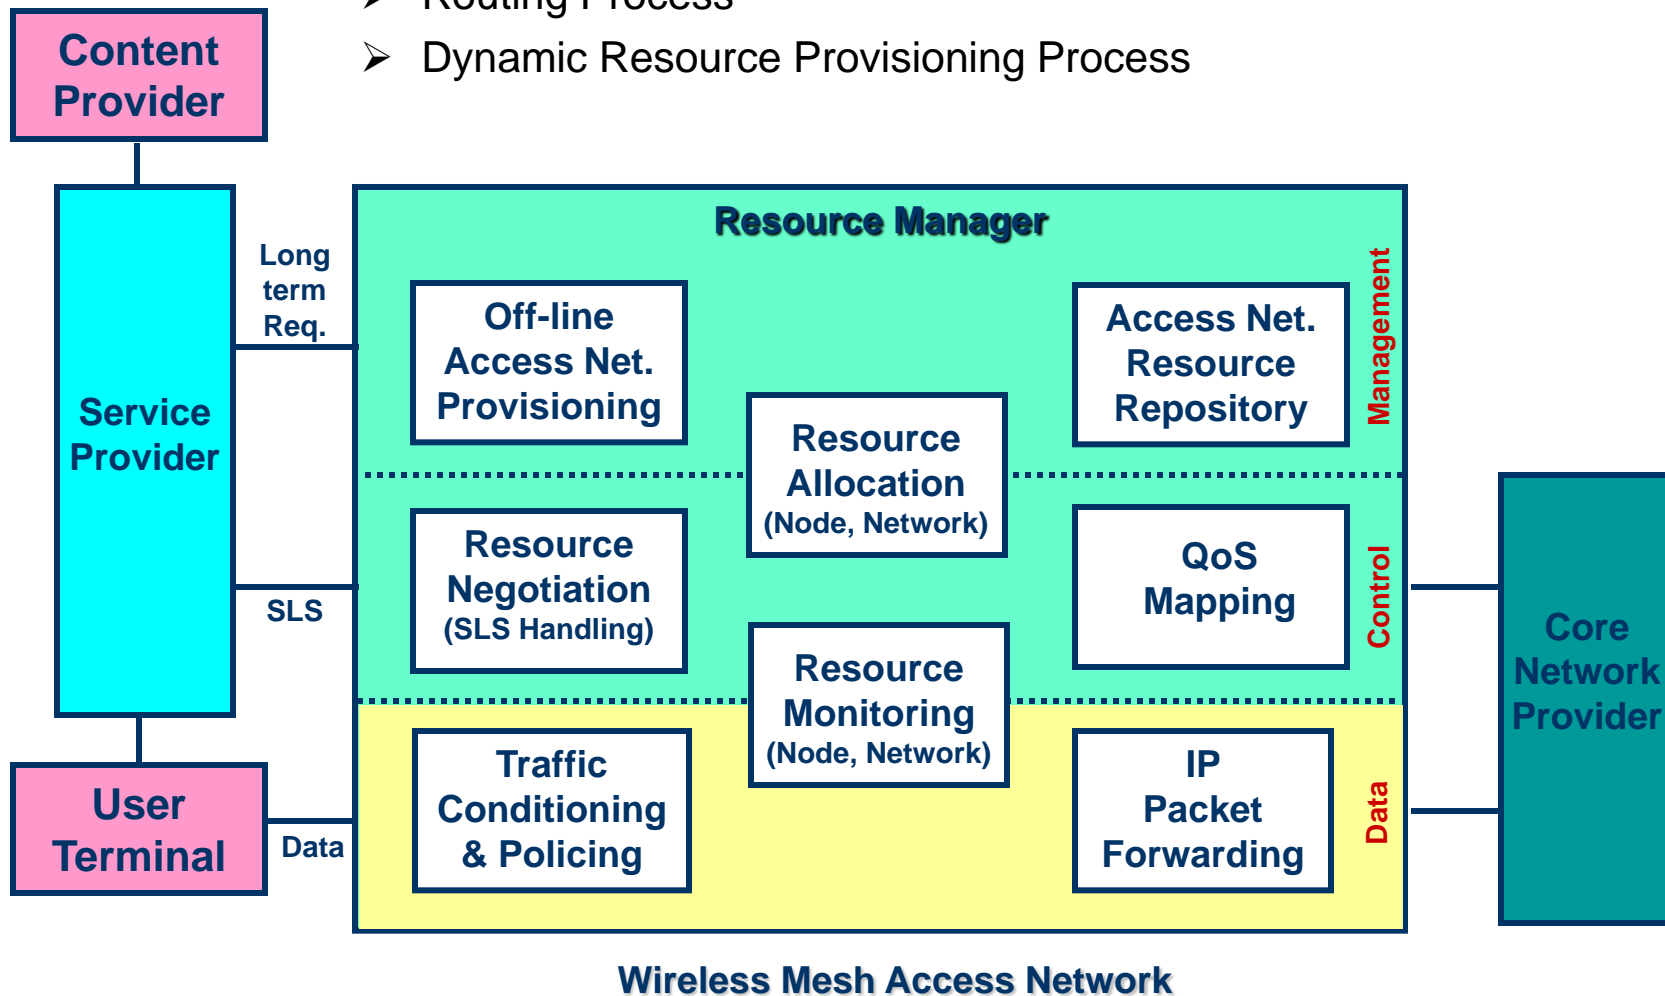 Routing Process
Dynamic Resource Provisioning Process
Content
Provider
Resource Manager
Long
term
Req.
Off-line
Access Net.
Provisioning
Access Net.
Resource
Repository
Management
Service
Provider
Resource
Allocation
(Node, Network)
Resource
Negotiation
(SLS Handling)
QoS
Mapping
Control
SLS
Core
Network
Provider
Resource
Monitoring
(Node, Network)
User
Terminal
Data
Traffic
Conditioning
& Policing
IP
Packet
Forwarding
Data
Wireless Mesh Access Network